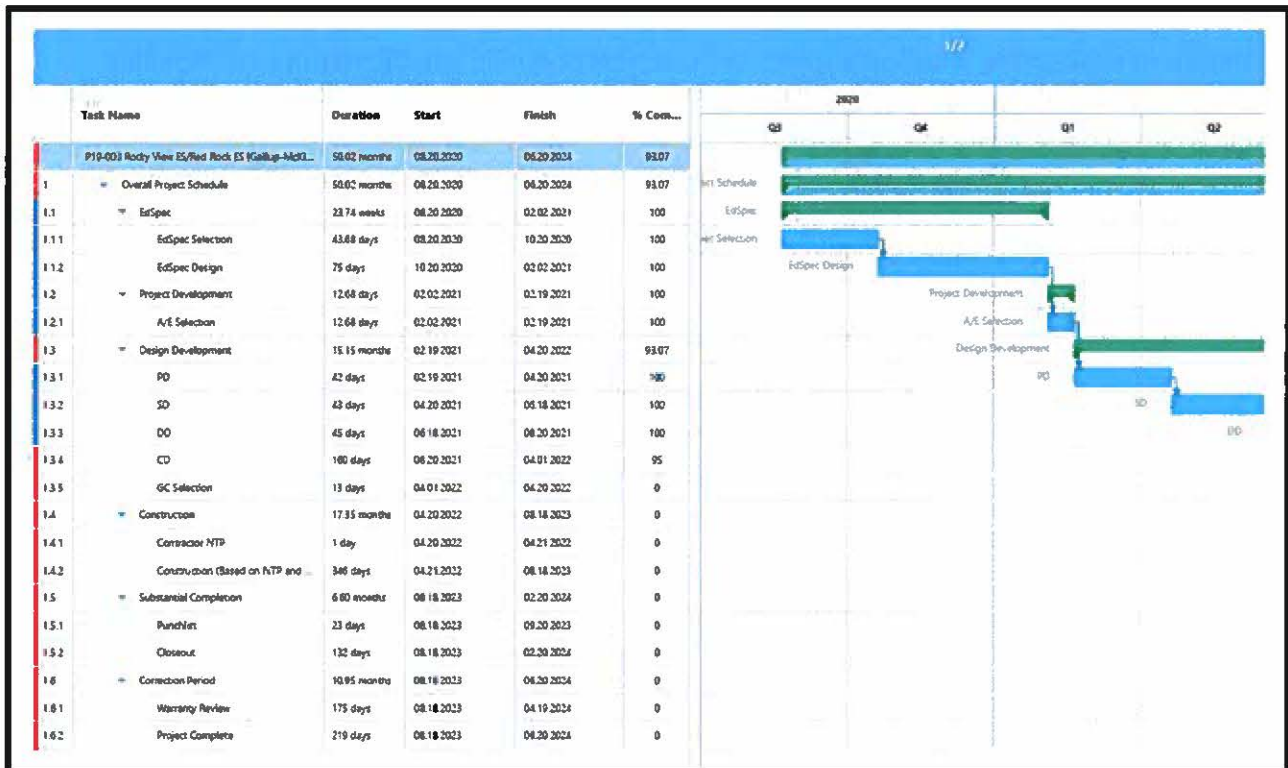 1/2
Task Name Duration Start Finish % Com...
2020
Q3 Q4 Q1 Q2
P19-003 Rocky View ES/Red Rock ES (Gallup-McKi... 50.02 months 08.20.2020 06.20.2024 93.07
1 Overall Project Schedule 50.02 months 08.20.2020 06.20.2024 93.07 ect Schedule
1.1 EdSpec 23.74 weeks 08.20.2020 02.02.2021 100 EdSpec
1.1.1 EdSpec Selection 43.68 days 08.20.2020 10.20.2020 100 pec Selection
1.1.2 EdSpec Design 75 days 10.20.2020 02.02.2021 100 EdSpec Design
1.2 Project Development 12.68 days 02.02.2021 02.19.2021 100 Project Development
1.2.1 A/E Selection 12.68 days 02.02.2021 02.19.2021 100 A/E Selection
1.3 Design Development 15.15 months 02.19.2021 04.20.2022 93.07 Design Development
1.3.1 PD 42 days 02.19.2021 04.20.2021 100 PD
1.3.2 SD 43 days 04.20.2021 06.18.2021 100 SD
1.3.3 DD 45 days 06.18.2021 08.20.2021 100 DD
1.3.4 CD 160 days 08.20.2021 04.01.2022 95
1.3.5 GC Selection 13 days 04.01.2022 04.20.2022 0
1.4 Construction 17.35 months 04.20.2022 08.18.2023 0
1.4.1 Contractor NTP 1 day 04.20.2022 04.21.2022 0
1.4.2 Construction (Based on NTP and ... 346 days 04.21.2022 08.18.2023 0
1.5 Substantial Completion 6.60 months 08.18.2023 02.20.2024 0
1.5.1 Punchlist 23 days 08.18.2023 09.20.2023 0
1.5.2 Closeout 132 days 08.18.2023 02.20.2024 0
1.6 Correction Period 10.95 months 08.18.2023 06.20.2024 0
1.6.1 Warranty Review 175 days 08.18.2023 04.19.2024 0
1.6.2 Project Complete 219 days 08.18.2023 06.20.2024 0